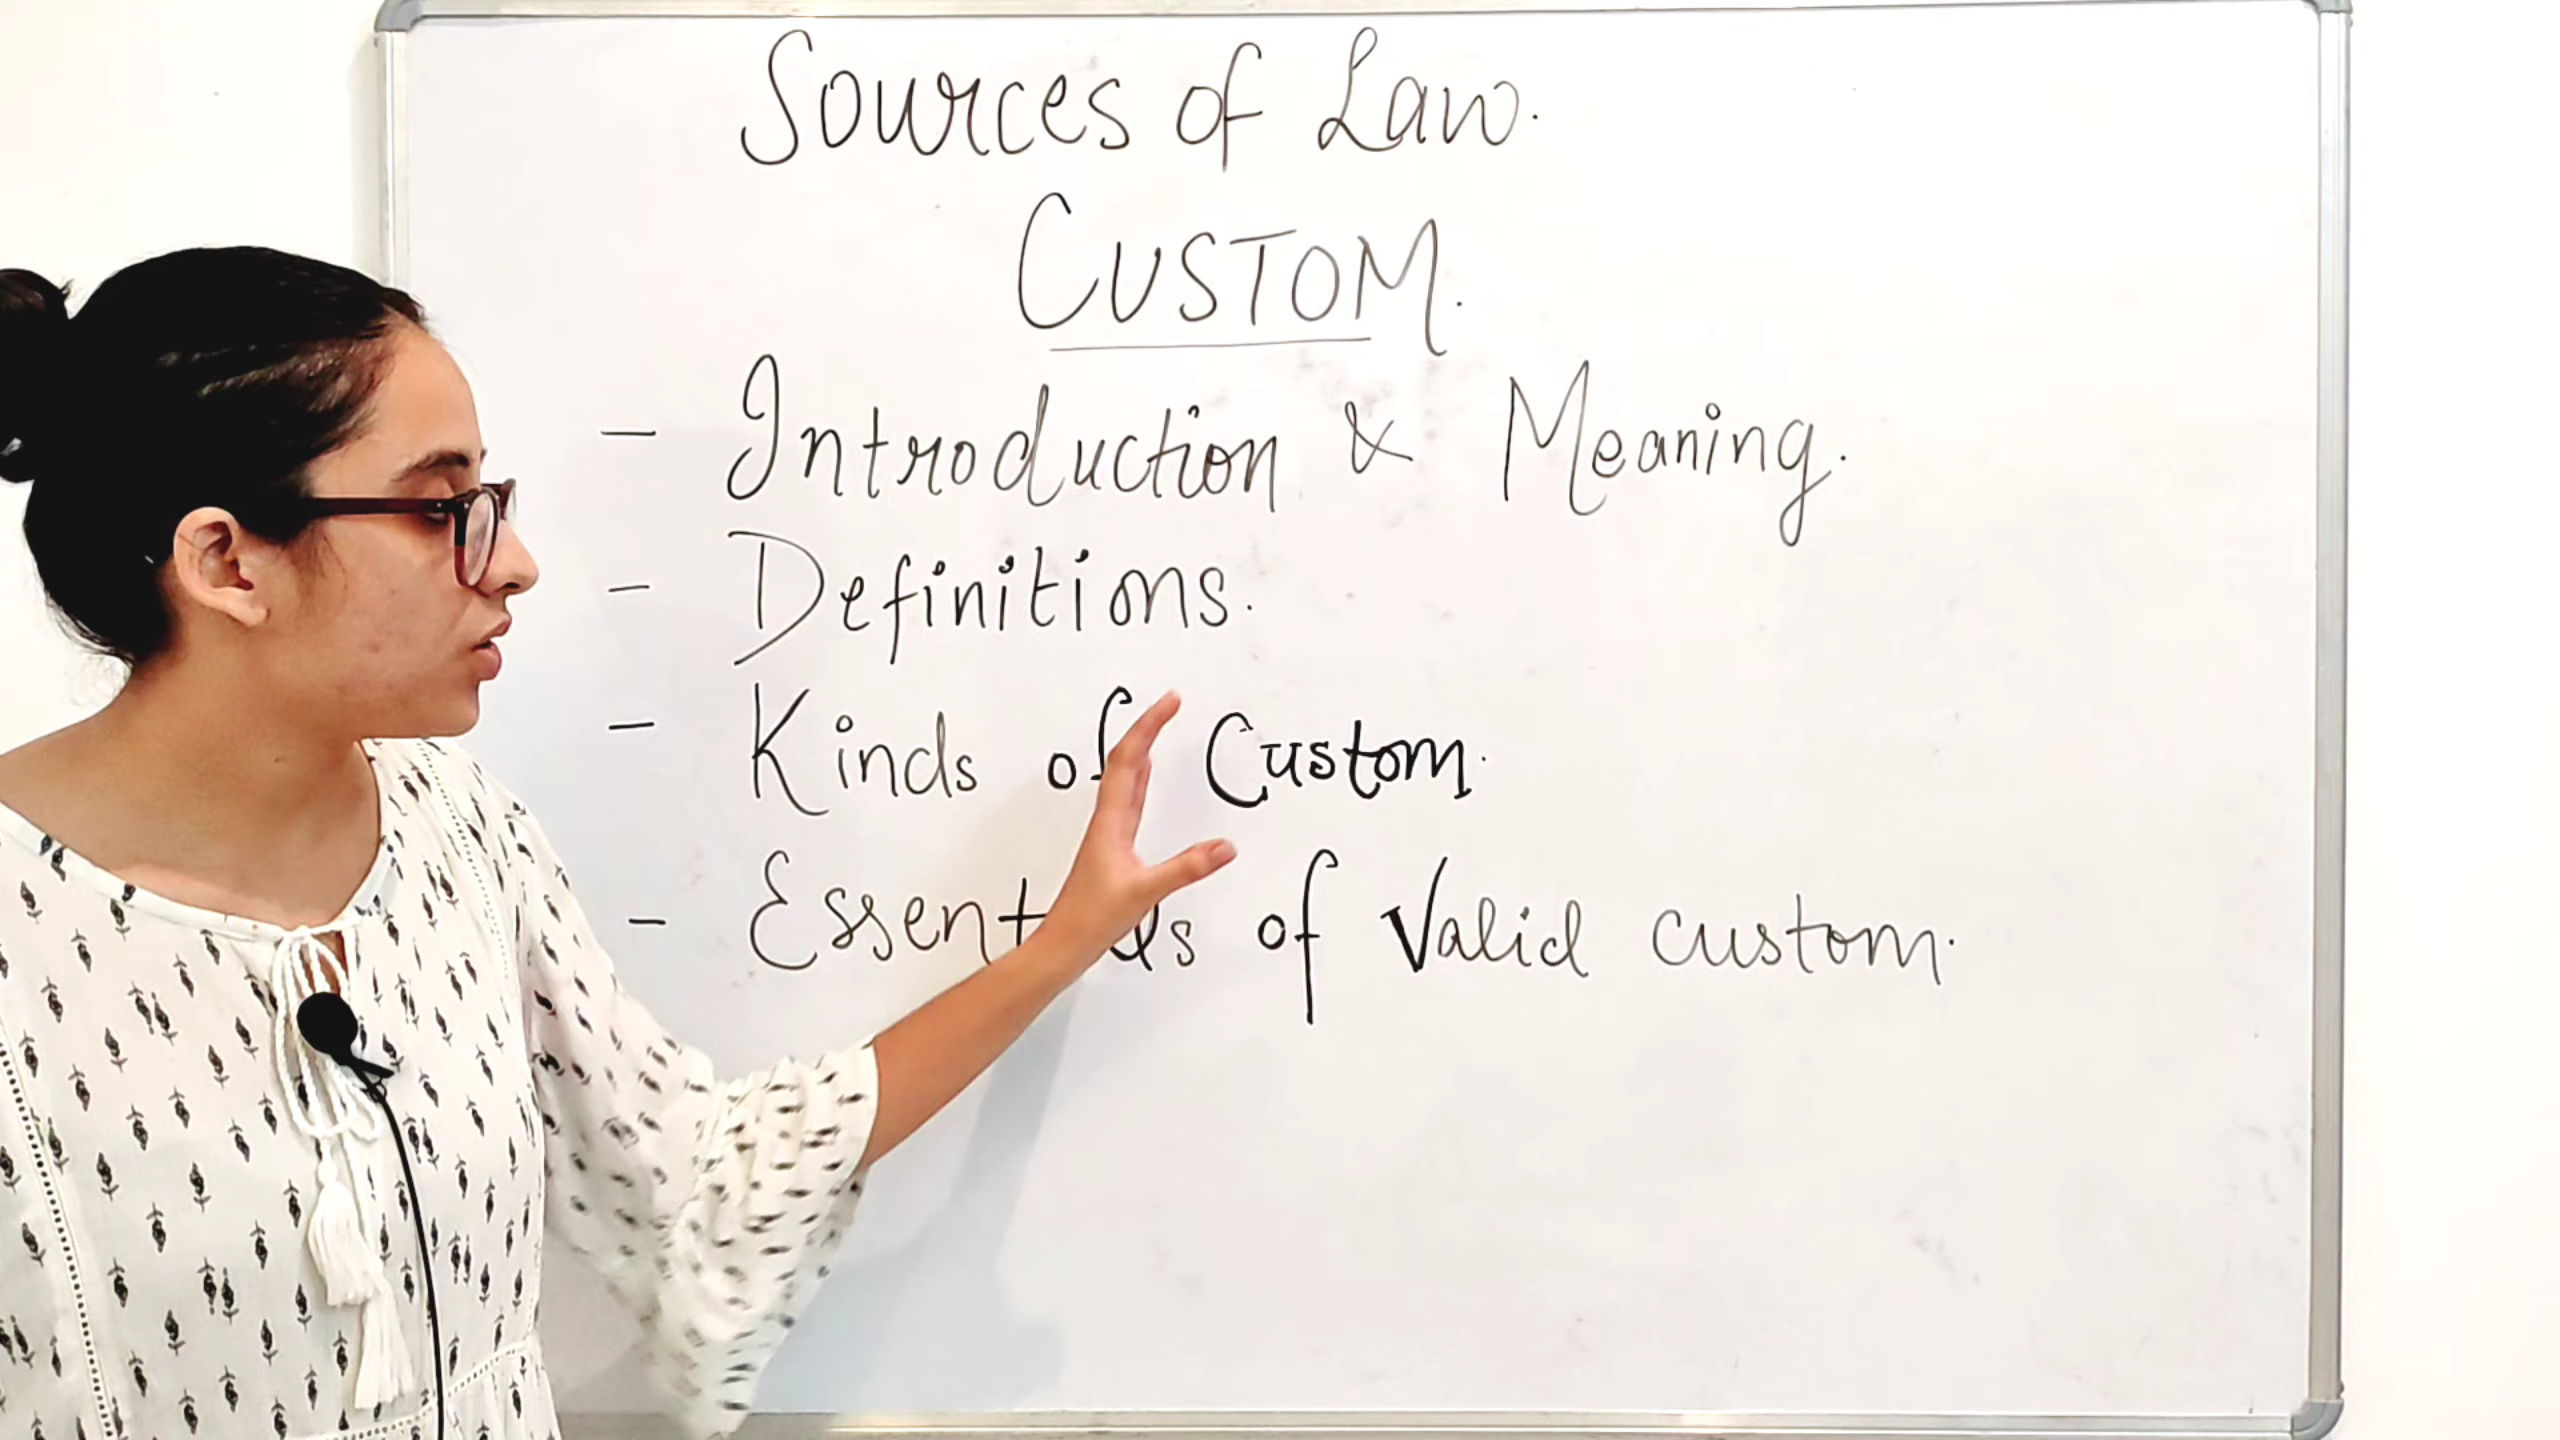 Sources of Law.
CUSTOM.
- Introduction & Meaning.
- Definitions.
- Kinds of Custom.
- Essentials of Valid custom.